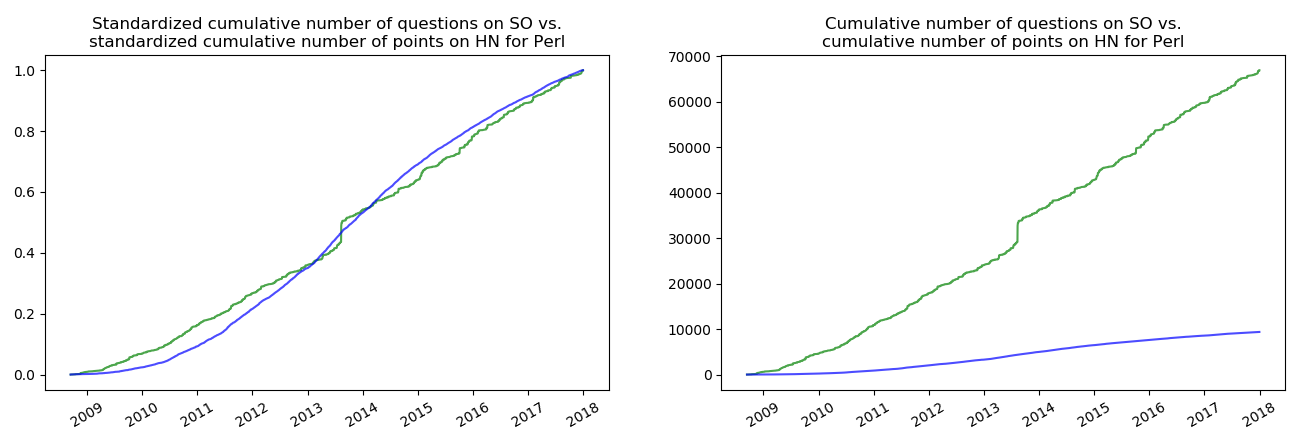 Standardized cumulative number of questions on SO vs.
standardized cumulative number of points on HN for Perl
1.0
0.8
0.6
0.4
0.2
0.0
2009 2010 2011 2012 2013 2014 2015 2016 2017 2018
Cumulative number of questions on SO vs.
cumulative number of points on HN for Perl
70000
60000
50000
40000
30000
20000
10000
0
2009 2010 2011 2012 2013 2014 2015 2016 2017 2018